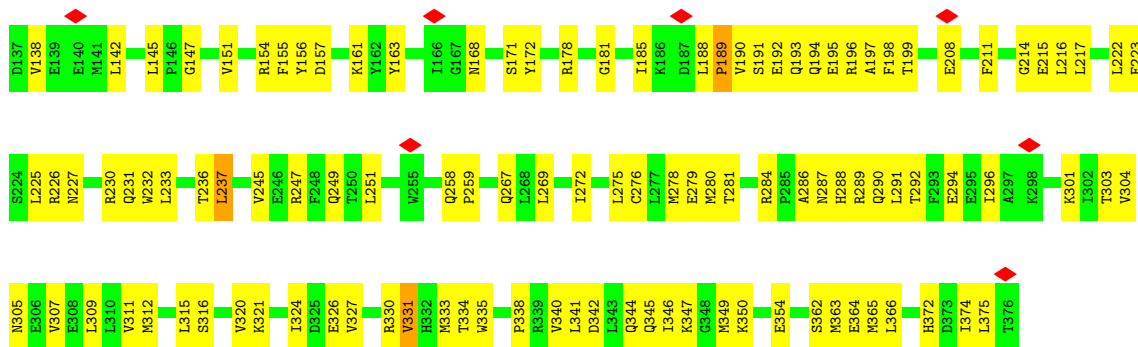 D137 V138 E139 E140 M141 L142 L145 P146 G147 V151 R154 F155 Y156 D157 K161 Y162 Y163 I166 G167 N168 S171 Y172 R178 G181 I185 K186 D187 L188 P189 V190 S191 E192 Q193 Q194 E195 R196 A197 F198 T199 E208 F211 G214 E215 L216 L217 L222 E223
S224 L225 R226 N227 R230 Q231 W232 L233 T236 L237 V245 E246 R247 F248 Q249 T250 L251 W255 Q258 P259 Q267 L268 L269 I272 L275 C276 L277 M278 E279 M280 T281 R284 P285 A286 N287 H288 R289 Q290 L291 T292 F293 E294 E295 I296 A297 K298 K301 I302 T303 V304
N305 E306 V307 E308 L309 L310 V311 M312 L315 S316 V320 K321 I324 D325 E326 V327 R330 V331 H332 M333 T334 W335 P338 R339 V340 L341 D342 L343 Q344 Q345 I346 K347 G348 M349 K350 E354 S362 M363 E364 M365 L366 H372 D373 I374 L375 T376